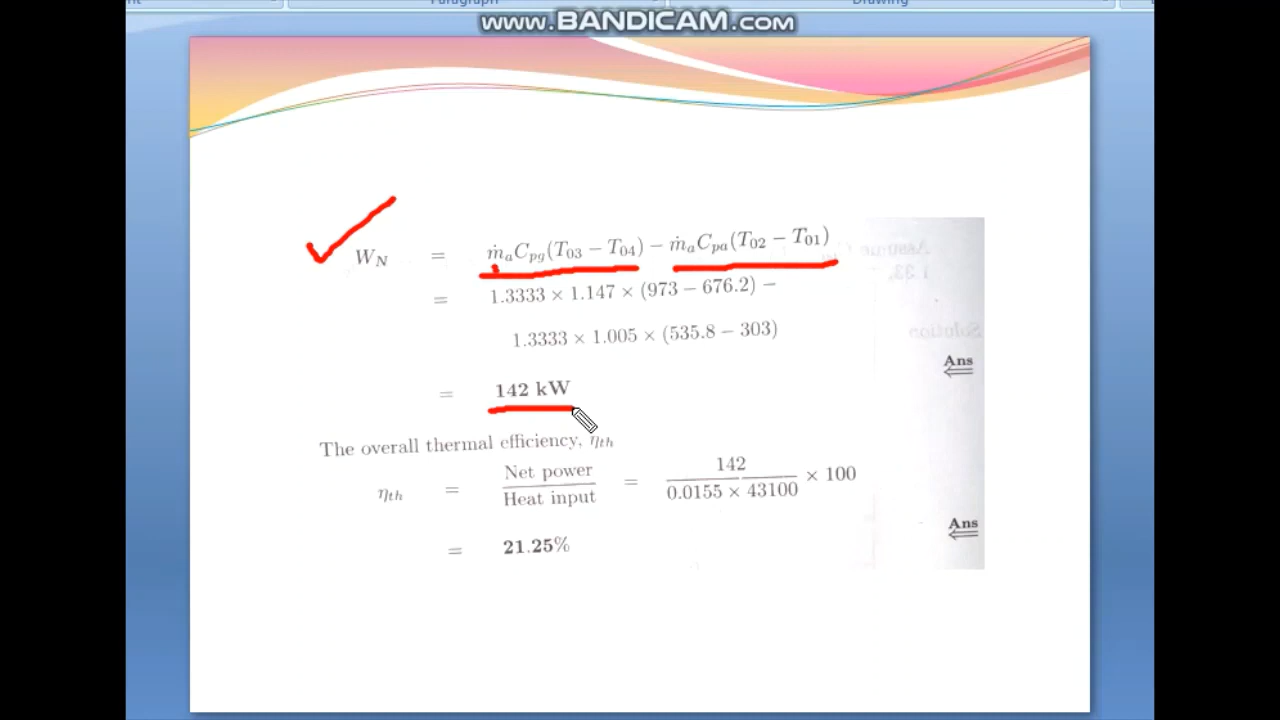 Paragraph
Drawing
www.BANDICAM.com
W_N = ṁ_a C_pg (T_03 − T_04) − ṁ_a C_pa (T_02 − T_01)
= 1.3333 × 1.147 × (973 − 676.2) −
1.3333 × 1.005 × (535.8 − 303)
Ans
= 142 kW
The overall thermal efficiency, η_th
η_th = Net power / Heat input = 142 / 0.0155 × 43100 × 100
Ans
= 21.25%